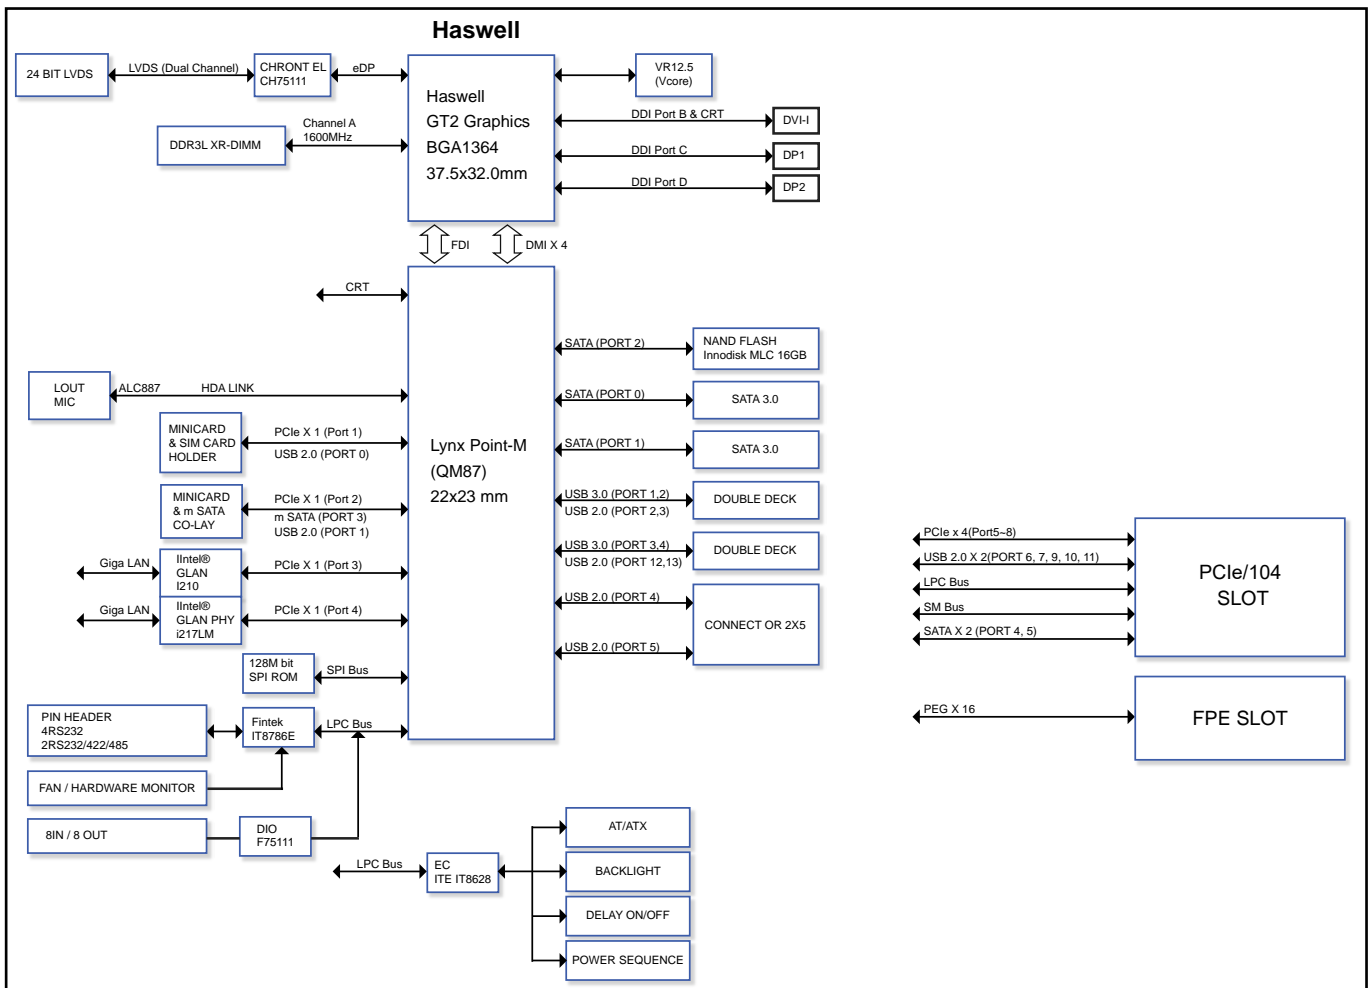 Haswell
24 BIT LVDS
LVDS (Dual Channel)
CHRONT EL
CH75111
eDP
Haswell
GT2 Graphics
BGA1364
37.5x32.0mm
VR12.5
(Vcore)
DDI Port B & CRT
DVI-I
DDI Port C
DP1
DDI Port D
DP2
DDR3L XR-DIMM
Channel A
1600MHz
FDI
DMI X 4
CRT
Lynx Point-M
(QM87)
22x23 mm
LOUT
MIC
ALC887
HDA LINK
MINICARD
& SIM CARD
HOLDER
PCIe X 1 (Port 1)
USB 2.0 (PORT 0)
MINICARD
& m SATA
CO-LAY
PCIe X 1 (Port 2)
m SATA (PORT 3)
USB 2.0 (PORT 1)
Giga LAN
IIntel®
GLAN
I210
PCIe X 1 (Port 3)
Giga LAN
IIntel®
GLAN PHY
i217LM
PCIe X 1 (Port 4)
128M bit
SPI ROM
SPI Bus
PIN HEADER
4RS232
2RS232/422/485
Fintek
IT8786E
LPC Bus
FAN / HARDWARE MONITOR
8IN / 8 OUT
DIO
F75111
SATA (PORT 2)
NAND FLASH
Innodisk MLC 16GB
SATA (PORT 0)
SATA 3.0
SATA (PORT 1)
SATA 3.0
USB 3.0 (PORT 1,2)
USB 2.0 (PORT 2,3)
DOUBLE DECK
USB 3.0 (PORT 3,4)
USB 2.0 (PORT 12,13)
DOUBLE DECK
USB 2.0 (PORT 4)
CONNECT OR 2X5
USB 2.0 (PORT 5)
PCIe x 4(Port5~8)
USB 2.0 X 2(PORT 6, 7, 9, 10, 11)
LPC Bus
SM Bus
SATA X 2 (PORT 4, 5)
PCIe/104
SLOT
PEG X 16
FPE SLOT
LPC Bus
EC
ITE IT8628
AT/ATX
BACKLIGHT
DELAY ON/OFF
POWER SEQUENCE